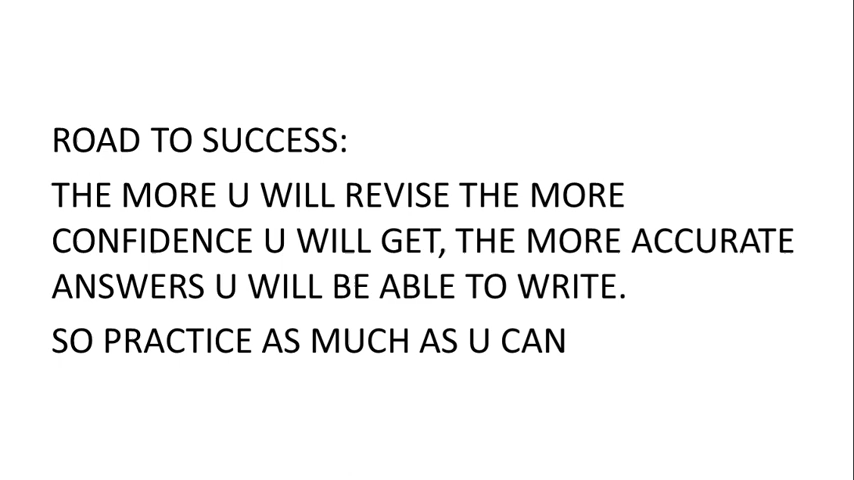 ROAD TO SUCCESS:
THE MORE U WILL REVISE THE MORE
CONFIDENCE U WILL GET, THE MORE ACCURATE
ANSWERS U WILL BE ABLE TO WRITE.
SO PRACTICE AS MUCH AS U CAN